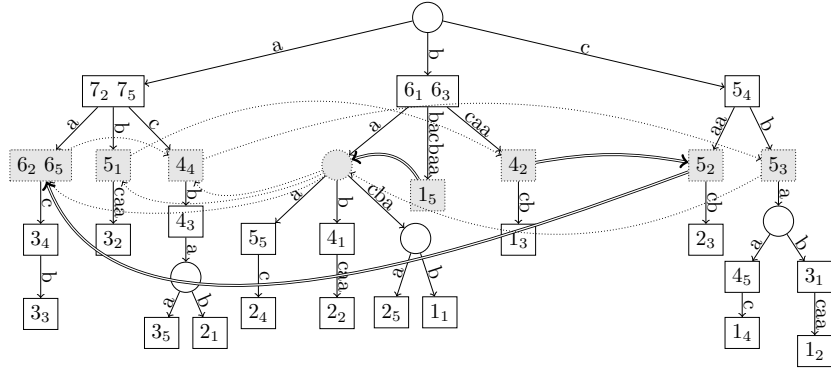 a b c
7₂ 7₅ 6₁ 6₃ 5₄
a b c a bacbaa caa aa b
6₂ 6₅ 5₁ 4₄ 1₅ 4₂ 5₂ 5₃
c caa b a b cba cb cb a
3₄ 3₂ 4₃ 5₅ 4₁ 1₃ 2₃
b a c caa a b a b
3₃ 3₅ 2₁ 2₄ 2₂ 2₅ 1₁ 4₅ 3₁
a b c caa
1₄ 1₂